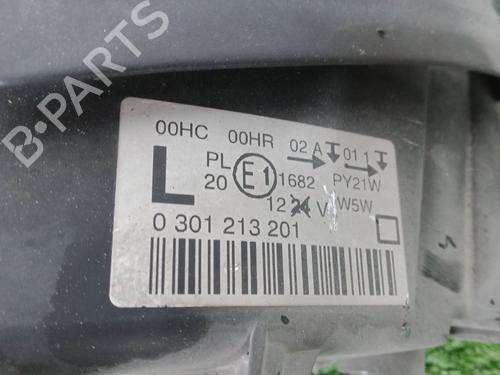 B-PARTS
00HC 00HR 02 A 01 1
L PL E1 1682 PY21W
20 12 24 V W5W
0 301 213 201